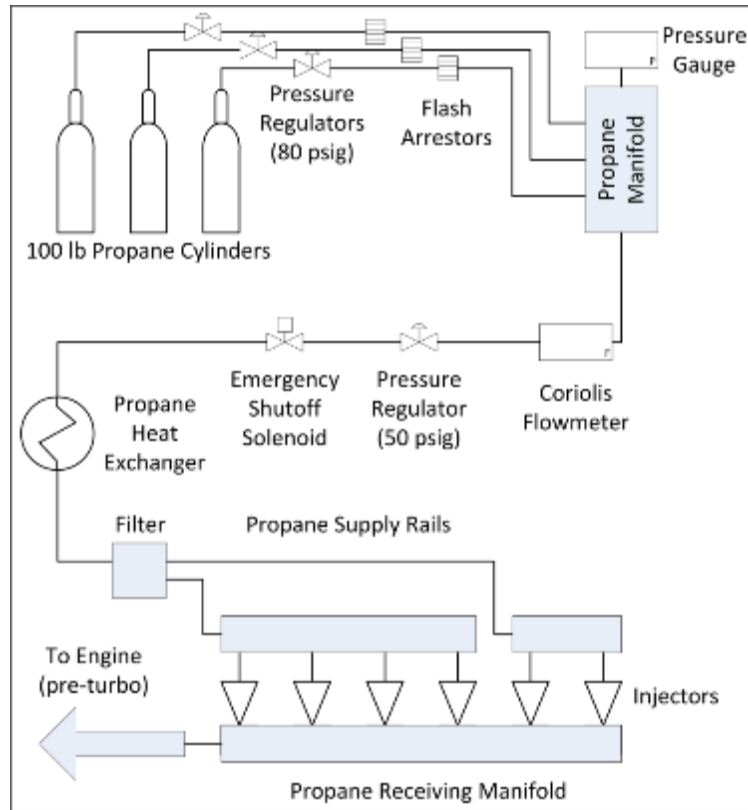 Pressure
Gauge
Pressure
Regulators
(80 psig)
Flash
Arrestors
Propane
Manifold
100 lb Propane Cylinders
Emergency
Shutoff
Solenoid
Pressure
Regulator
(50 psig)
Coriolis
Flowmeter
Propane
Heat
Exchanger
Filter
Propane Supply Rails
To Engine
(pre-turbo)
Injectors
Propane Receiving Manifold